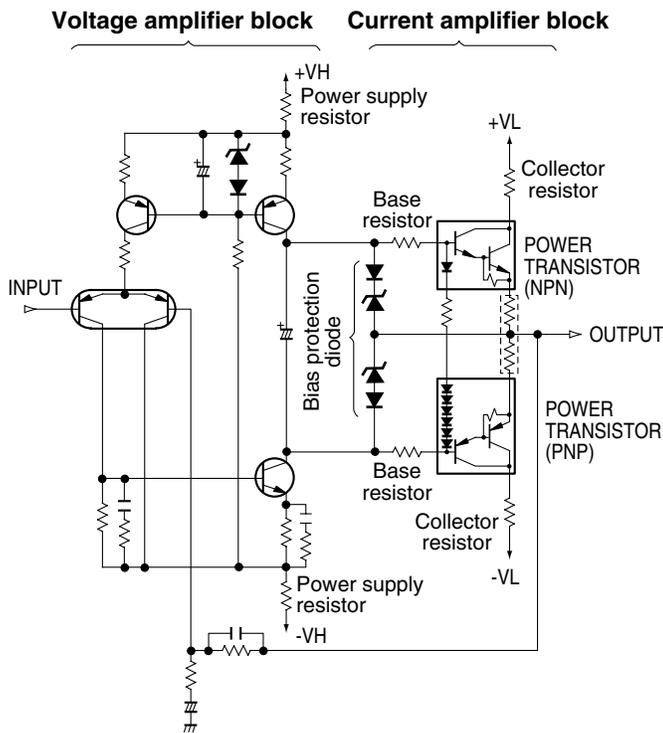 Voltage amplifier block
Current amplifier block
+VH
Power supply
resistor
+VL
Collector
resistor
Base
resistor
POWER
TRANSISTOR
(NPN)
INPUT
+
+
Bias protection
diode
OUTPUT
POWER
TRANSISTOR
(PNP)
Base
resistor
Collector
resistor
-VL
Power supply
resistor
-VH